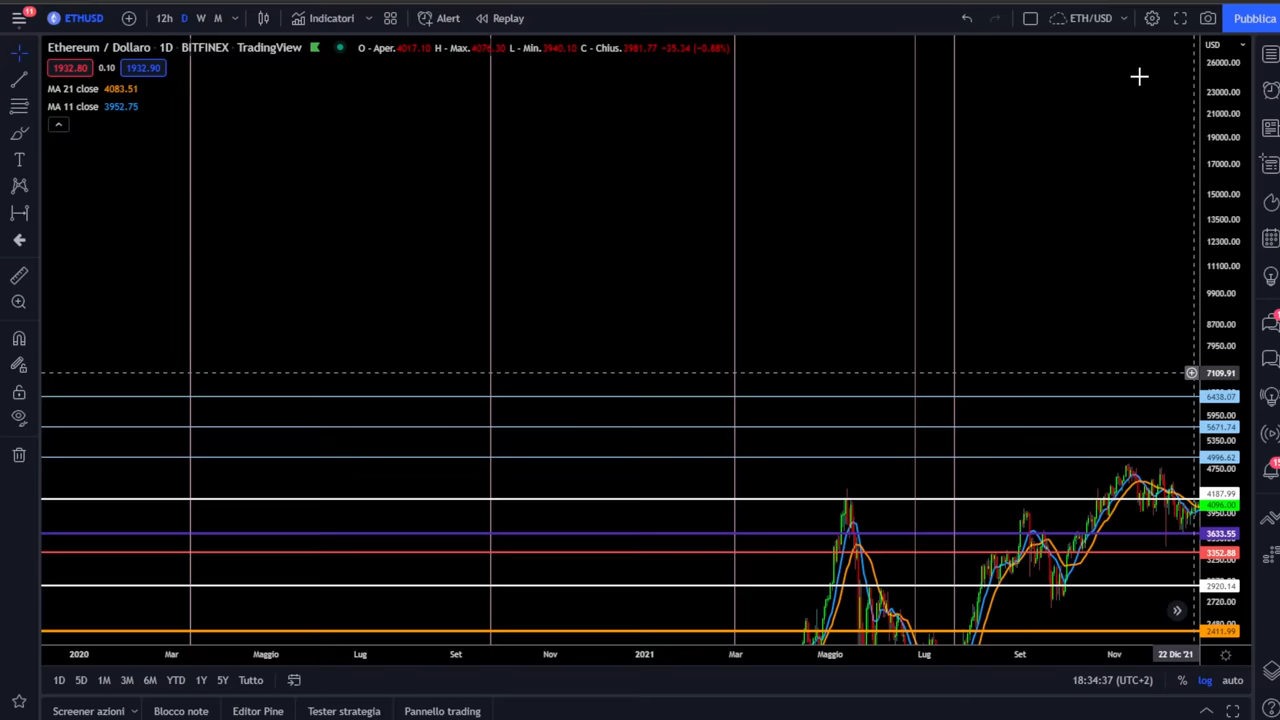 11
ETHUSD
12h D W M
Indicatori
Alert
Replay
ETH/USD
Pubblica
Ethereum / Dollaro · 1D · BITFINEX · TradingView
O - Aper.4017.10 H - Max.4076.30 L - Min.3940.10 C - Chius.3981.77 −35.34 (−0.88%)
USD
1932.80 0.10 1932.90
MA 21 close 4083.51
MA 11 close 3952.75
26000.00
23000.00
21000.00
19000.00
17000.00
15000.00
13500.00
12300.00
11100.00
9900.00
8700.00
7950.00
7109.91
6438.07
5950.00
5671.74
5350.00
4996.62
4750.00
4187.99
4096.00
3950.00
3633.55
3352.88
3250.00
2920.14
2720.00
2411.99
2020 Mar Maggio Lug Set Nov 2021 Mar Maggio Lug Set Nov 22 Dic '21
1D 5D 1M 3M 6M YTD 1Y 5Y Tutto
18:34:37 (UTC+2) % log auto
Screener azioni Blocco note Editor Pine Tester strategia Pannello trading